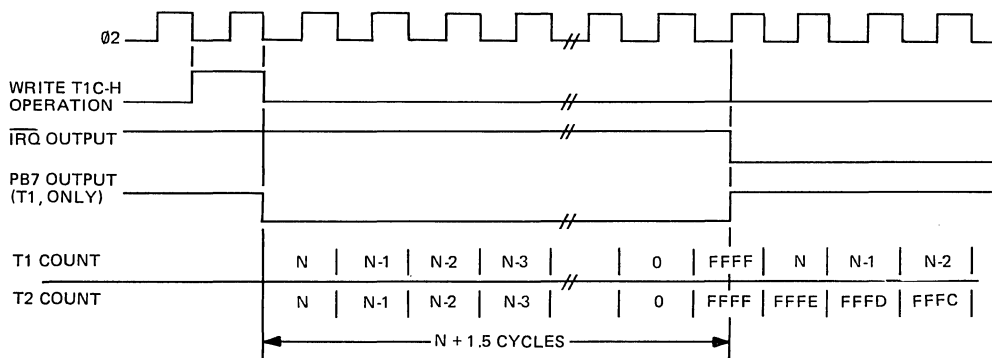 Ø2
WRITE T1C-H
OPERATION
IRQ OUTPUT
PB7 OUTPUT
(T1, ONLY)
T1 COUNT N N-1 N-2 N-3 0 FFFF N N-1 N-2
T2 COUNT N N-1 N-2 N-3 0 FFFF FFFE FFFD FFFC
N + 1.5 CYCLES